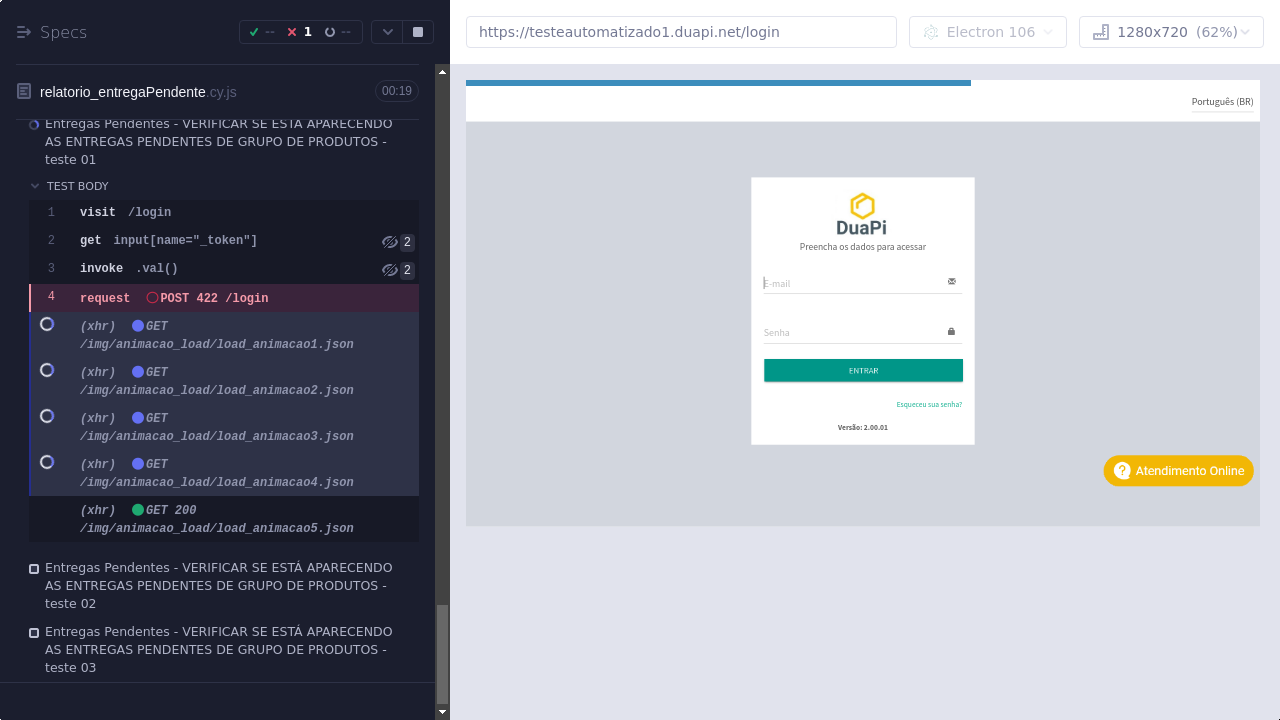 Specs
-- 1 --
https://testeautomatizado1.duapi.net/login
Electron 106
1280x720 (62%)
relatorio_entregaPendente.cy.js
00:19
Entregas Pendentes - VERIFICAR SE ESTÁ APARECENDO
AS ENTREGAS PENDENTES DE GRUPO DE PRODUTOS -
teste 01
TEST BODY
1 visit /login
2 get input[name="_token"] 2
3 invoke .val() 2
4 request POST 422 /login
(xhr) GET
/img/animacao_load/load_animacao1.json
(xhr) GET
/img/animacao_load/load_animacao2.json
(xhr) GET
/img/animacao_load/load_animacao3.json
(xhr) GET
/img/animacao_load/load_animacao4.json
(xhr) GET 200
/img/animacao_load/load_animacao5.json
Entregas Pendentes - VERIFICAR SE ESTÁ APARECENDO
AS ENTREGAS PENDENTES DE GRUPO DE PRODUTOS -
teste 02
Entregas Pendentes - VERIFICAR SE ESTÁ APARECENDO
AS ENTREGAS PENDENTES DE GRUPO DE PRODUTOS -
teste 03
Português (BR)
DuaPi
Preencha os dados para acessar
E-mail
Senha
ENTRAR
Esqueceu sua senha?
Versão: 2.00.01
Atendimento Online